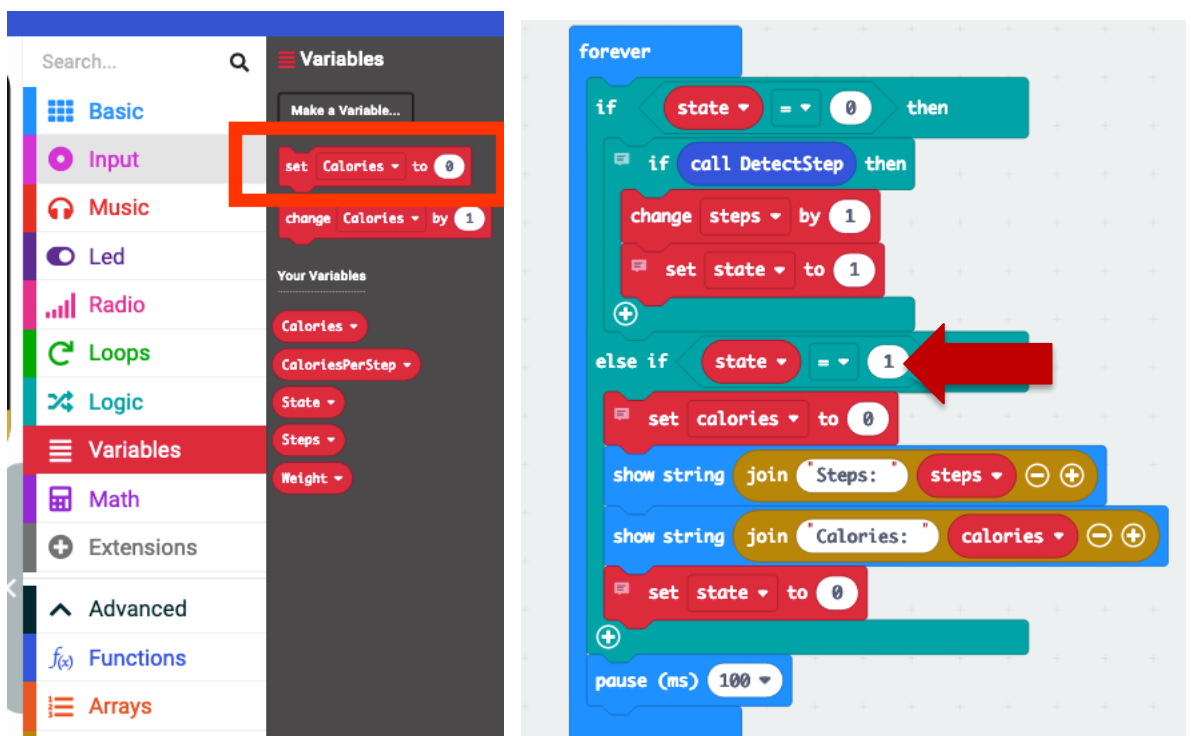 Search...
Basic
Input
Music
Led
Radio
Loops
Logic
Variables
Math
Extensions
Advanced
f(x) Functions
Arrays
Variables
Make a Variable...
set Calories to 0
change Calories by 1
Your Variables
Calories
CaloriesPerStep
State
Steps
Weight
forever
if state = 0 then
if call DetectStep then
change steps by 1
set state to 1
else if state = 1
set calories to 0
show string join "Steps: " steps
show string join "Calories: " calories
set state to 0
pause (ms) 100